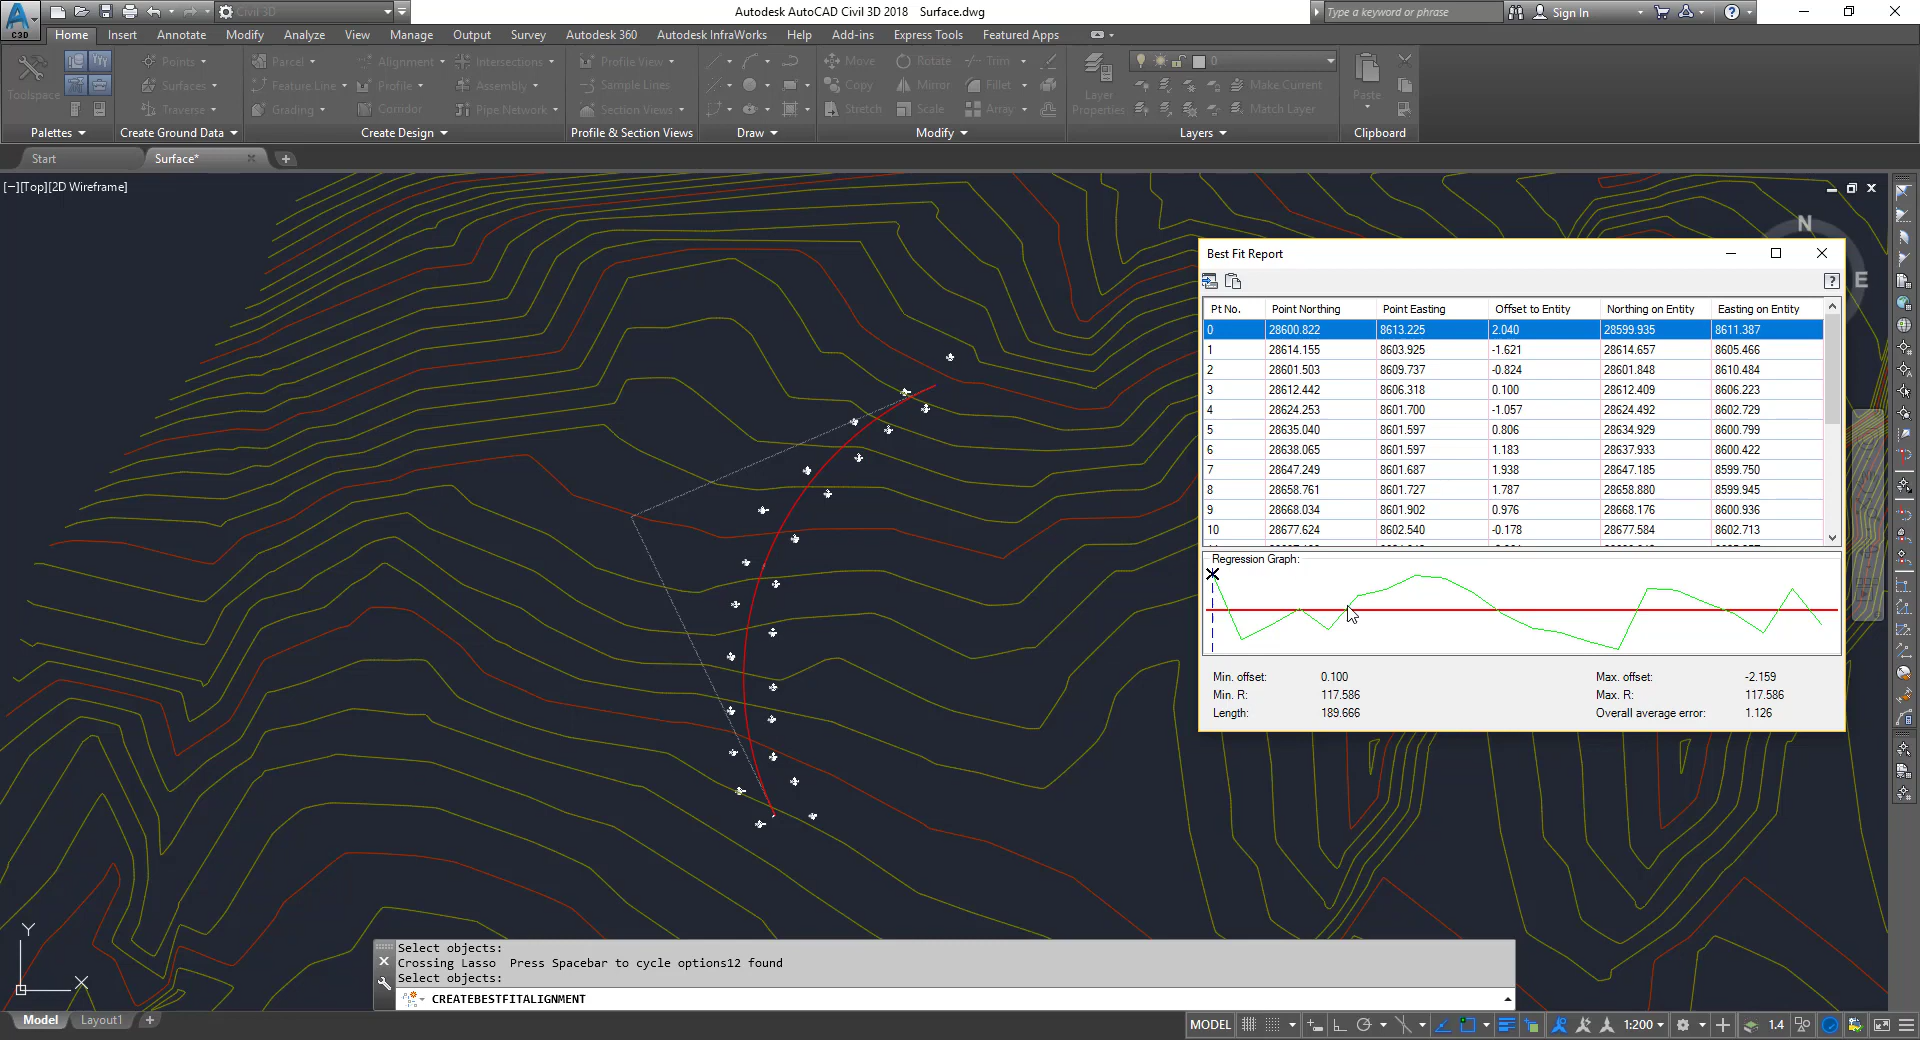 Civil 3D
Autodesk AutoCAD Civil 3D 2018 Surface.dwg
Type a keyword or phrase
Sign In
C3D
Home Insert Annotate Modify Analyze View Manage Output Survey Autodesk 360 Autodesk InfraWorks Help Add-ins Express Tools Featured Apps
Toolspace
Points
Surfaces
Traverse
Parcel
Feature Line
Grading
Alignment
Profile
Corridor
Intersections
Assembly
Pipe Network
Profile View
Sample Lines
Section Views
Move
Copy
Stretch
Rotate
Mirror
Scale
Trim
Fillet
Array
Layer
Properties
0
Make Current
Match Layer
Paste
Palettes Create Ground Data Create Design Profile & Section Views Draw Modify Layers Clipboard
Start Surface*
[−][Top][2D Wireframe]
N
E
Best Fit Report
Pt No. Point Northing Point Easting Offset to Entity Northing on Entity Easting on Entity
0 28600.822 8613.225 2.040 28599.935 8611.387
1 28614.155 8603.925 -1.621 28614.657 8605.466
2 28601.503 8609.737 -0.824 28601.848 8610.484
3 28612.442 8606.318 0.100 28612.409 8606.223
4 28624.253 8601.700 -1.057 28624.492 8602.729
5 28635.040 8601.597 0.806 28634.929 8600.799
6 28638.065 8601.597 1.183 28637.933 8600.422
7 28647.249 8601.687 1.938 28647.185 8599.750
8 28658.761 8601.727 1.787 28658.880 8599.945
9 28668.034 8601.902 0.976 28668.176 8600.936
10 28677.624 8602.540 -0.178 28677.584 8602.713
Regression Graph:
Min. offset: 0.100 Max. offset: -2.159
Min. R: 117.586 Max. R: 117.586
Length: 189.666 Overall average error: 1.126
Y
X
Select objects:
Crossing Lasso Press Spacebar to cycle options12 found
Select objects:
CREATEBESTFITALIGNMENT
Model Layout1
MODEL 1:200 1.4